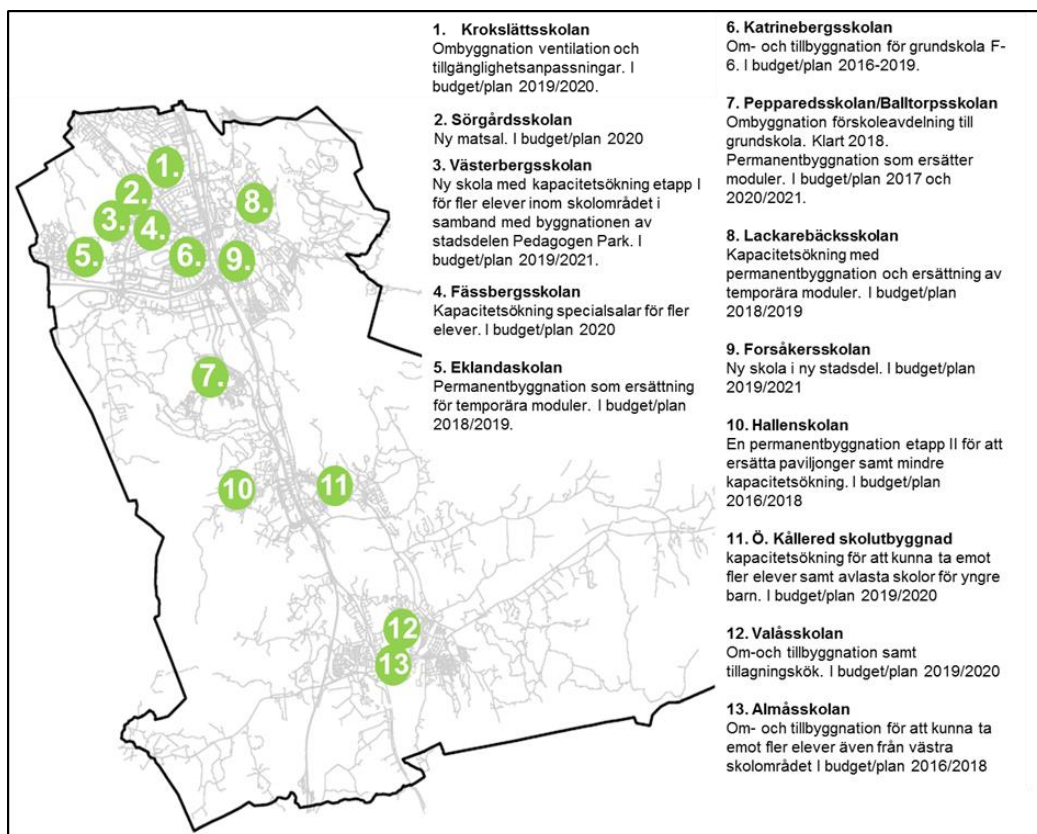 1. Krokslättsskolan
Ombyggnation ventilation och
tillgänglighetsanpassningar. I
budget/plan 2019/2020.
2. Sörgårdsskolan
Ny matsal. I budget/plan 2020
3. Västerbergsskolan
Ny skola med kapacitetsökning etapp I
för fler elever inom skolområdet i
samband med byggnationen av
stadsdelen Pedagogen Park. I
budget/plan 2019/2021.
4. Fässbergsskolan
Kapacitetsökning specialsalar för fler
elever. I budget/plan 2020
5. Eklandaskolan
Permanentbyggnation som ersättning
för temporära moduler. I budget/plan
2018/2019.
6. Katrinebergsskolan
Om- och tillbyggnation för grundskola F-
6. I budget/plan 2016-2019.
7. Pepparedsskolan/Balltorpsskolan
Ombyggnation förskoleavdelning till
grundskola. Klart 2018.
Permanentbyggnation som ersätter
moduler. I budget/plan 2017 och
2020/2021.
8. Lackarebäcksskolan
Kapacitetsökning med
permanentbyggnation och ersättning av
temporära moduler. I budget/plan
2018/2019
9. Forsåkersskolan
Ny skola i ny stadsdel. I budget/plan
2019/2021
10. Hallenskolan
En permanentbyggnation etapp II för att
ersätta paviljonger samt mindre
kapacitetsökning. I budget/plan
2016/2018
11. Ö. Kållered skolutbyggnad
kapacitetsökning för att kunna ta emot
fler elever samt avlasta skolor för yngre
barn. I budget/plan 2019/2020
12. Valåsskolan
Om-och tillbyggnation samt
tillagningskök. I budget/plan 2019/2020
13. Almåsskolan
Om- och tillbyggnation för att kunna ta
emot fler elever även från västra
skolområdet I budget/plan 2016/2018
1.
2.
8.
3.
4.
5.
6.
9.
7.
10
11
12
13